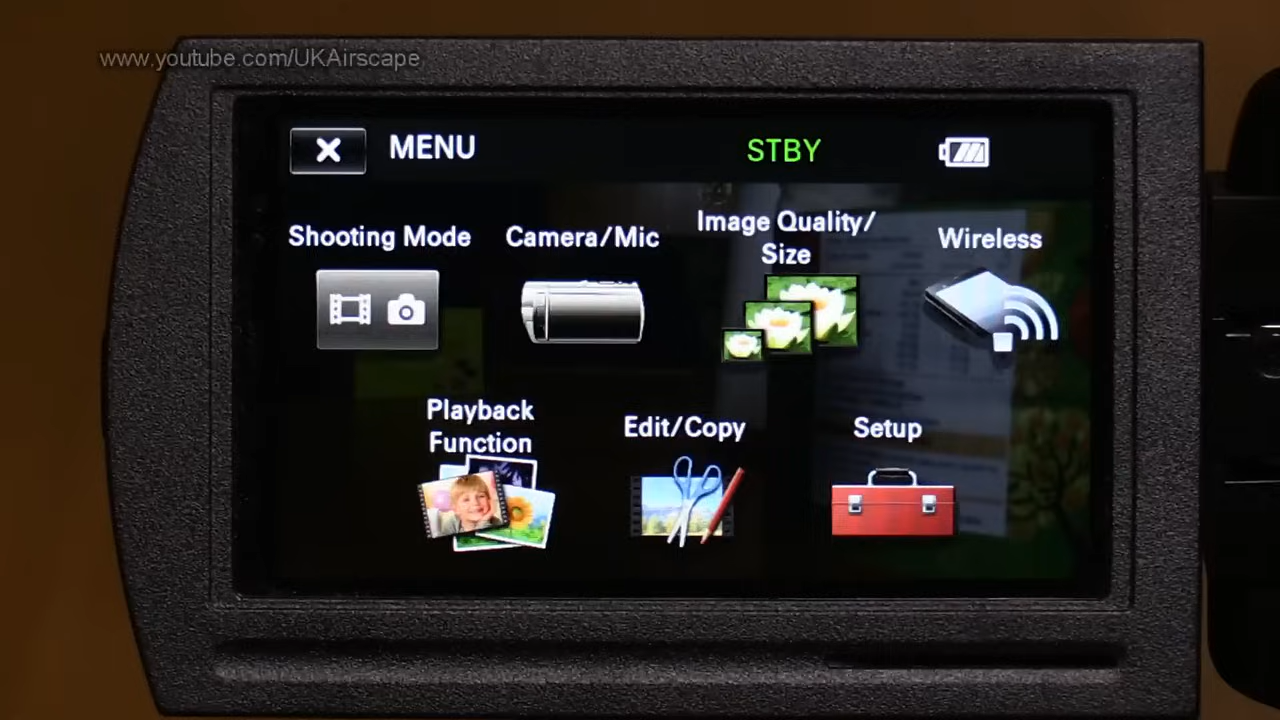 www.youtube.com/UKAirscape
MENU
STBY
Shooting Mode
Camera/Mic
Image Quality/
Size
Wireless
Playback
Function
Edit/Copy
Setup